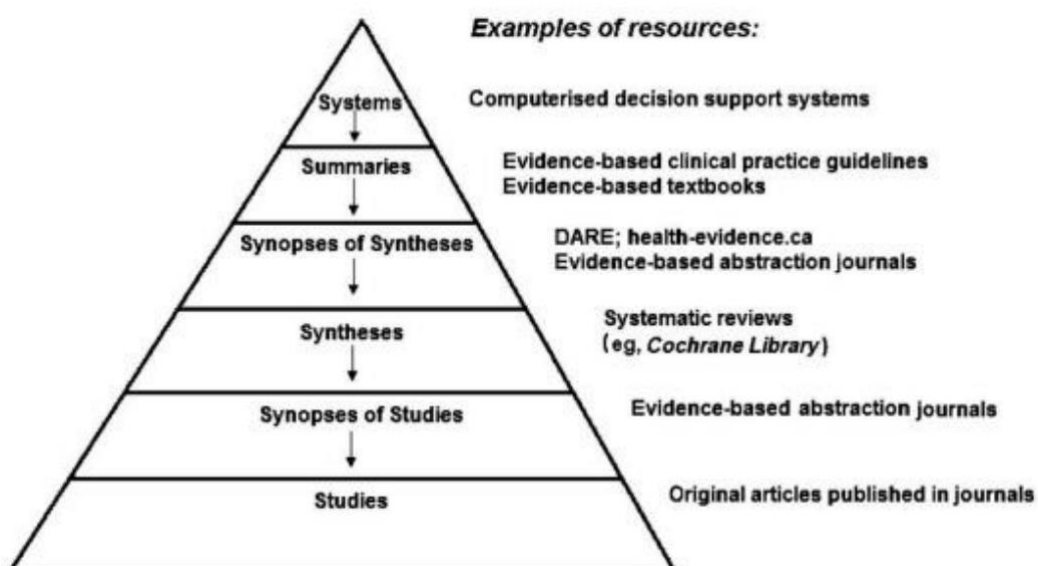 Examples of resources:
Systems
Computerised decision support systems
Summaries
Evidence-based clinical practice guidelines
Evidence-based textbooks
Synopses of Syntheses
DARE; health-evidence.ca
Evidence-based abstraction journals
Syntheses
Systematic reviews
(eg, Cochrane Library)
Synopses of Studies
Evidence-based abstraction journals
Studies
Original articles published in journals